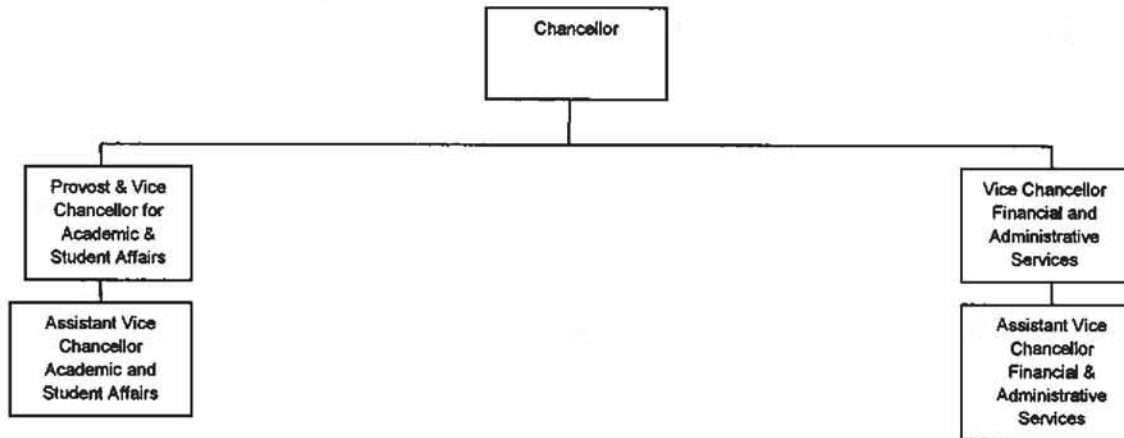 Chancellor
Provost & Vice
Chancellor for
Academic &
Student Affairs
Vice Chancellor
Financial and
Administrative
Services
Assistant Vice
Chancellor
Academic and
Student Affairs
Assistant Vice
Chancellor
Financial &
Administrative
Services